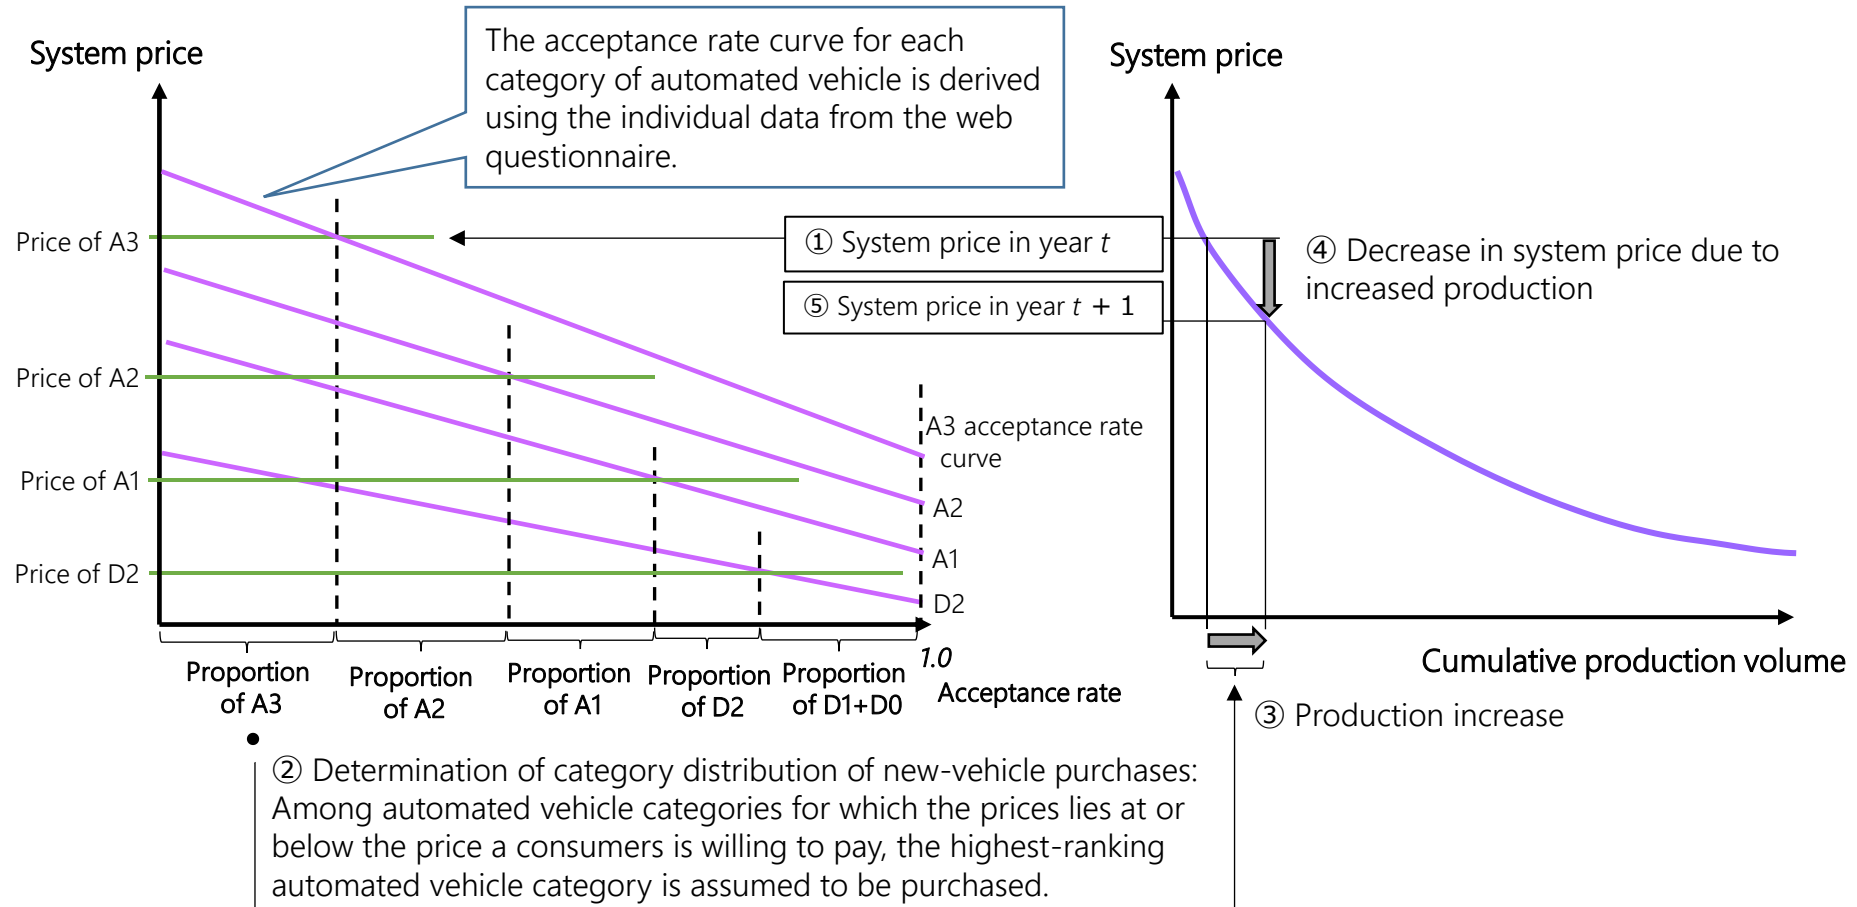 System price
The acceptance rate curve for each
category of automated vehicle is derived
using the individual data from the web
questionnaire.
Price of A3
Price of A2
Price of A1
Price of D2
A3 acceptance rate
curve
A2
A1
D2
Proportion
of A3
Proportion
of A2
Proportion
of A1
Proportion
of D2
Proportion
of D1+D0
1.0
Acceptance rate
System price
① System price in year t
⑤ System price in year t + 1
④ Decrease in system price due to
increased production
Cumulative production volume
③ Production increase
② Determination of category distribution of new-vehicle purchases:
Among automated vehicle categories for which the prices lies at or
below the price a consumers is willing to pay, the highest-ranking
automated vehicle category is assumed to be purchased.